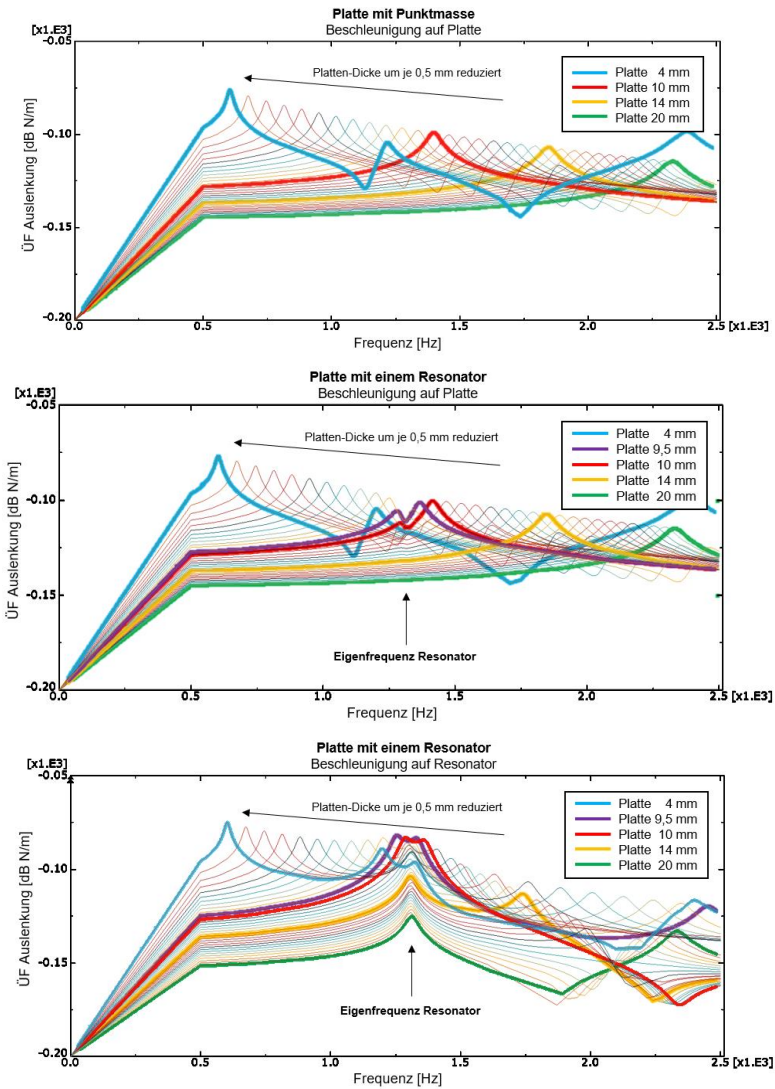 Platte mit Punktmasse
[x1.E3]
Beschleunigung auf Platte
-0.05
Platten-Dicke um je 0,5 mm reduziert
Platte 4 mm
Platte 10 mm
Platte 14 mm
Platte 20 mm
-0.10
ÜF Auslenkung [dB N/m]
-0.15
-0.20
0.0
0.5
1.0
1.5
2.0
2.5
[x1.E3]
Frequenz [Hz]
Platte mit einem Resonator
[x1.E3]
Beschleunigung auf Platte
-0.05
Platten-Dicke um je 0,5 mm reduziert
Platte 4 mm
Platte 9,5 mm
Platte 10 mm
Platte 14 mm
Platte 20 mm
-0.10
ÜF Auslenkung [dB N/m]
-0.15
Eigenfrequenz Resonator
-0.20
0.0
0.5
1.0
1.5
2.0
2.5
[x1.E3]
Frequenz [Hz]
Platte mit einem Resonator
[x1.E3]
Beschleunigung auf Resonator
-0.05
Platten-Dicke um je 0,5 mm reduziert
Platte 4 mm
Platte 9,5 mm
Platte 10 mm
Platte 14 mm
Platte 20 mm
-0.10
ÜF Auslenkung [dB N/m]
-0.15
Eigenfrequenz Resonator
-0.20
0.0
0.5
1.0
1.5
2.0
2.5
[x1.E3]
Frequenz [Hz]